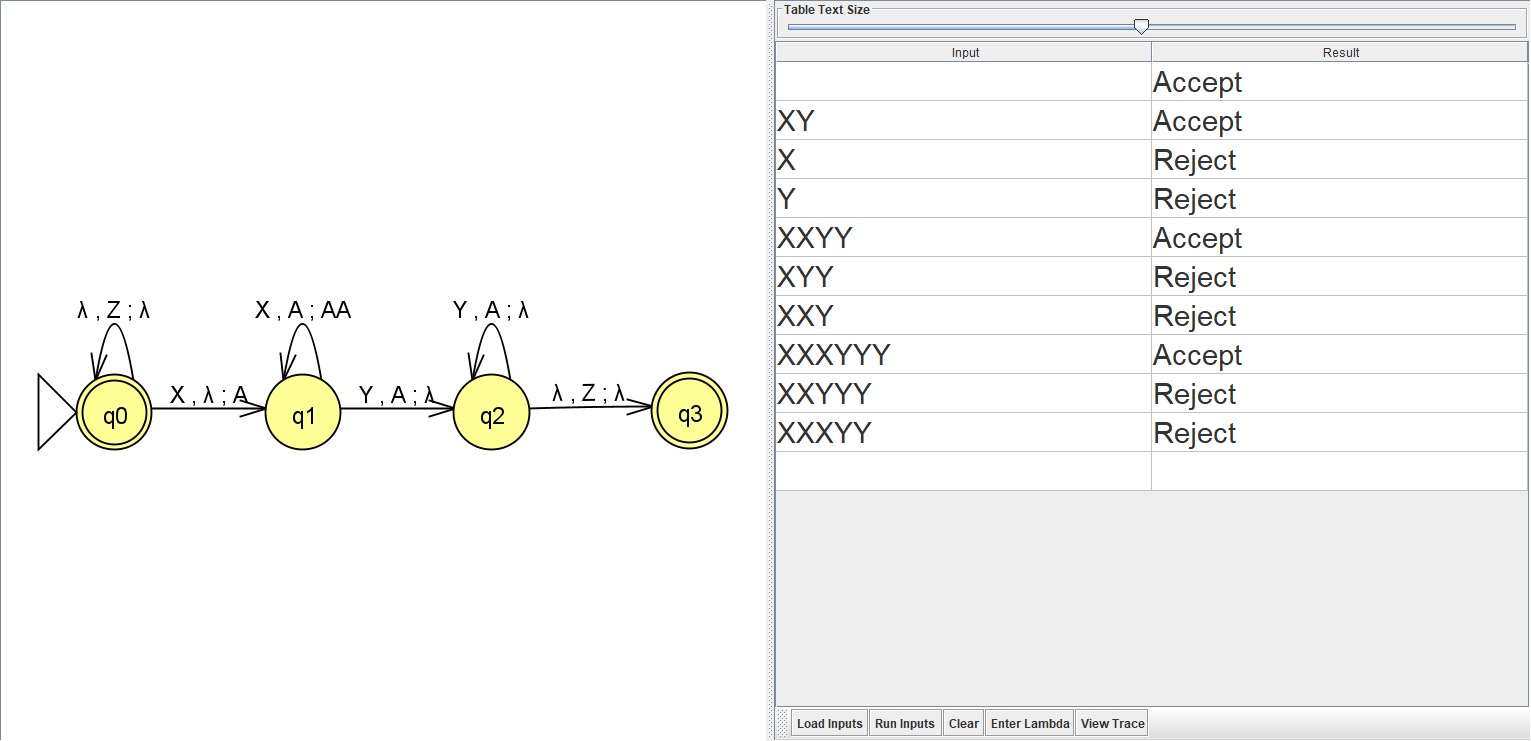 λ , Z ; λ
X , A ; AA
Y , A ; λ
X , λ ; A
Y , A ; λ
λ , Z ; λ
q0
q1
q2
q3
Table Text Size
Input Result
Accept
XY Accept
X Reject
Y Reject
XXYY Accept
XYY Reject
XXY Reject
XXXYYY Accept
XXYYY Reject
XXXYY Reject
Load Inputs Run Inputs Clear Enter Lambda View Trace